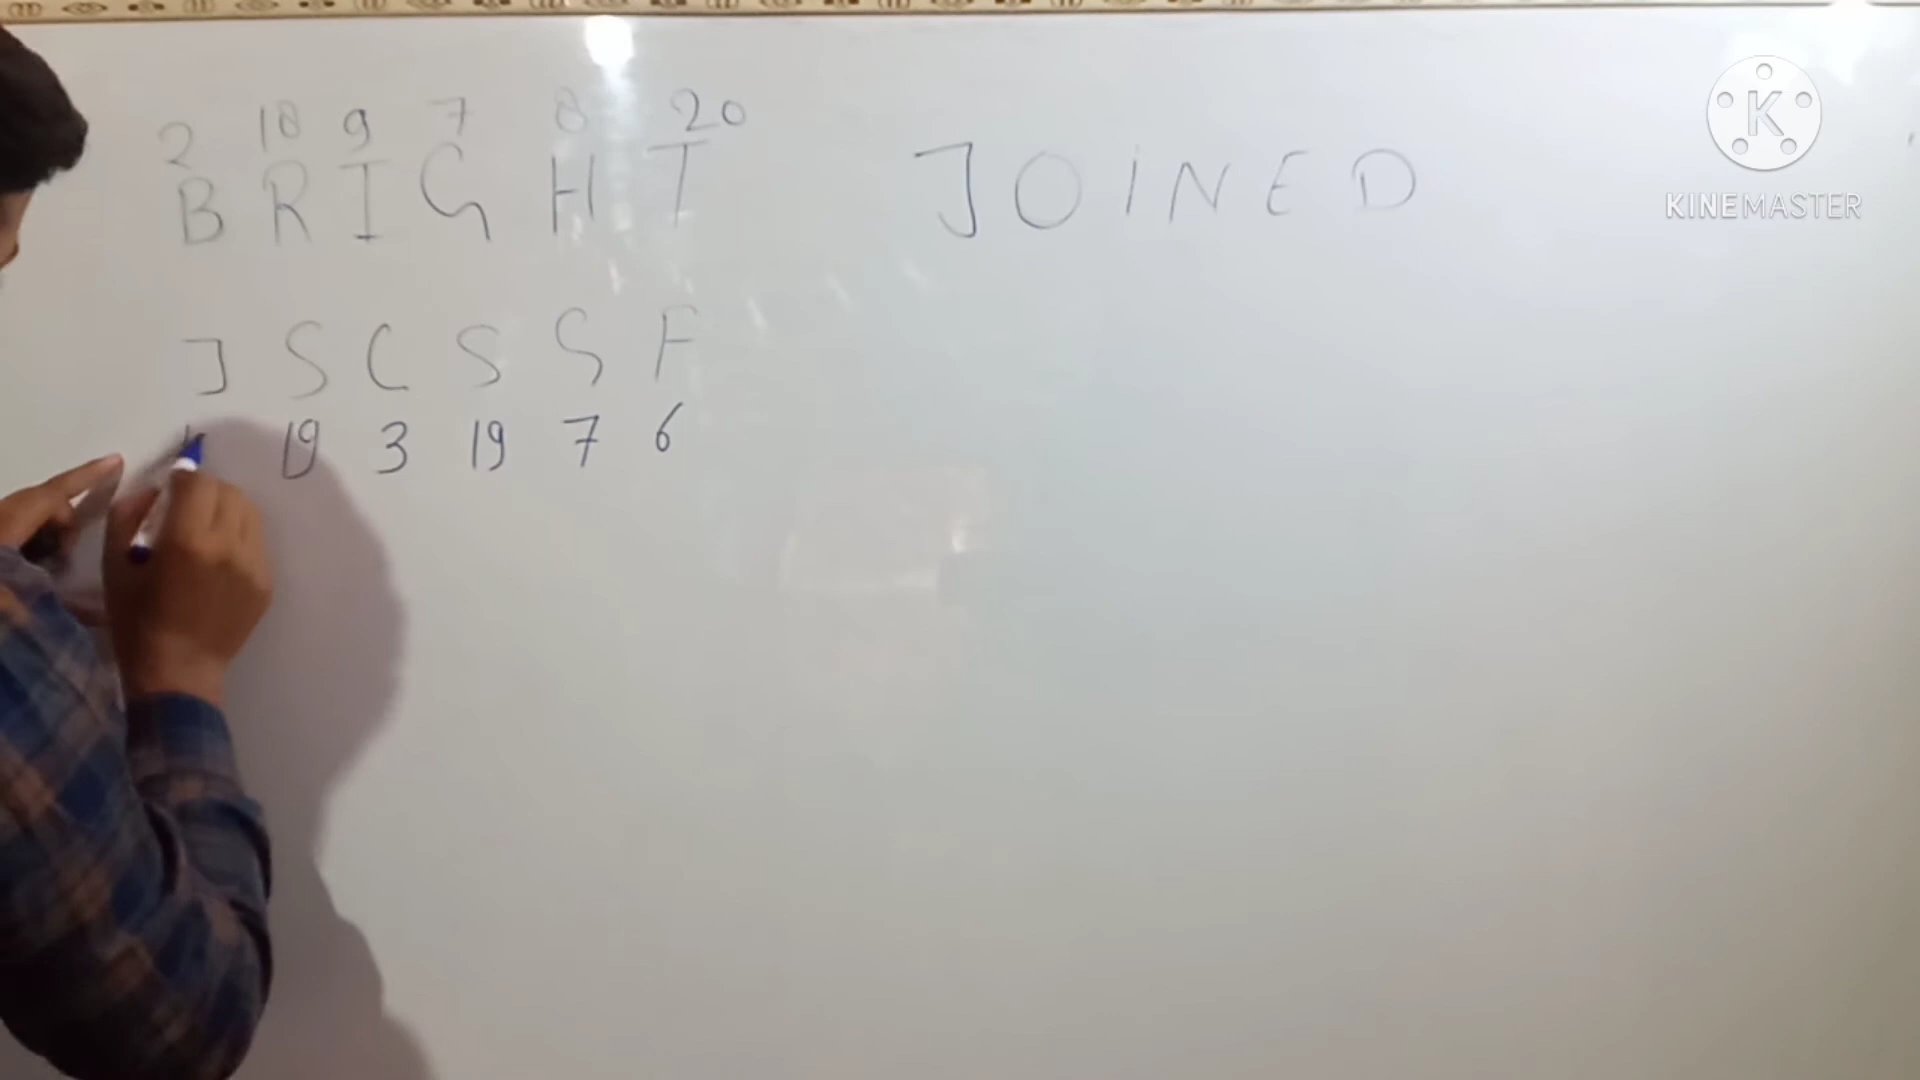 2 18 9 7 8 20
B R I G H T
J O I N E D
J S C S S F
19 3 19 7 6
KINEMASTER